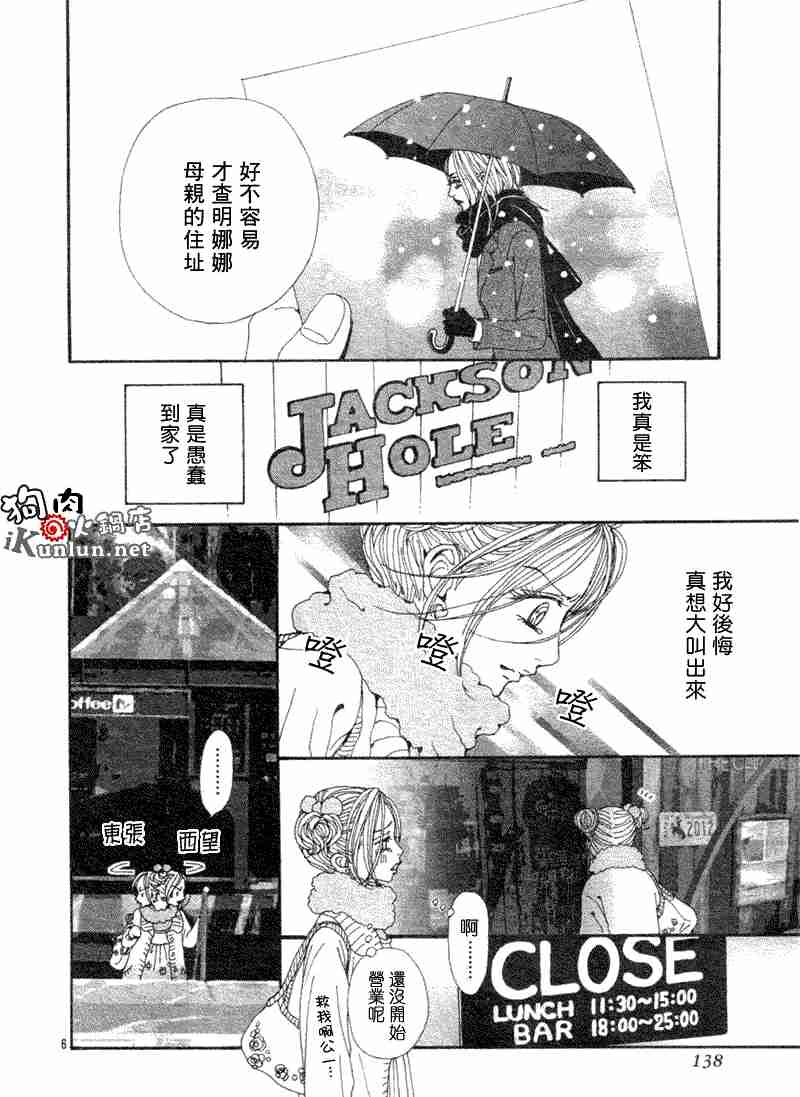 好不容易
才查明娜娜
母親的住址
JACKSON
HOLE
我真是笨
真是愚蠢
到家了
狗肉
火鍋店
iKunlun.net
我好後悔
真想大叫出來
噔
噔
噔
offee
………
東張
西望
2012
啊……
還沒開始
營業呢
救我啊公一…
CLOSE
LUNCH 11:30~15:00
BAR 18:00~25:00
6
138